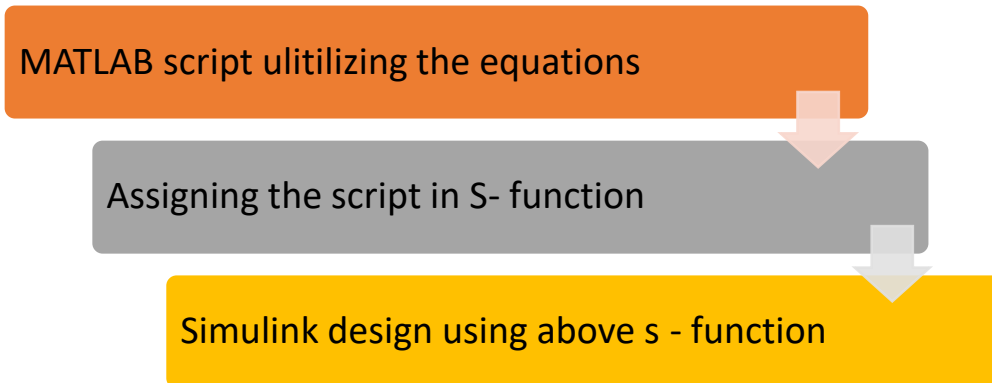 MATLAB script ulitilizing the equations
Assigning the script in S- function
Simulink design using above s - function